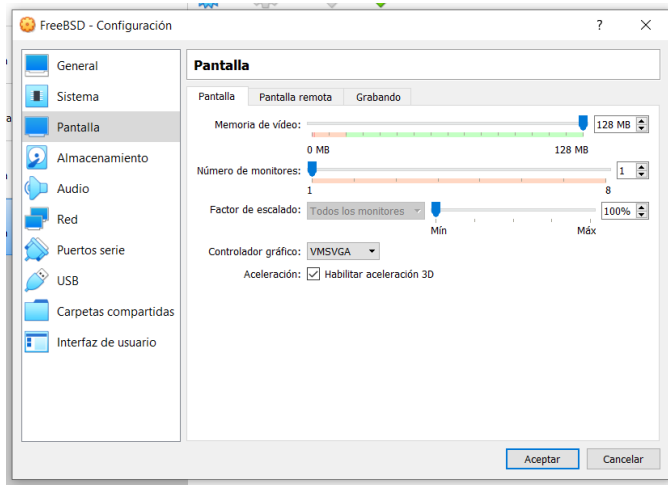 FreeBSD - Configuración
? X
General
Sistema
Pantalla
Almacenamiento
Audio
Red
Puertos serie
USB
Carpetas compartidas
Interfaz de usuario
Pantalla
Pantalla Pantalla remota Grabando
Memoria de vídeo: 128 MB
0 MB 128 MB
Número de monitores: 1
1 8
Factor de escalado: Todos los monitores 100%
Mín Máx
Controlador gráfico: VMSVGA
Aceleración: Habilitar aceleración 3D
Aceptar Cancelar